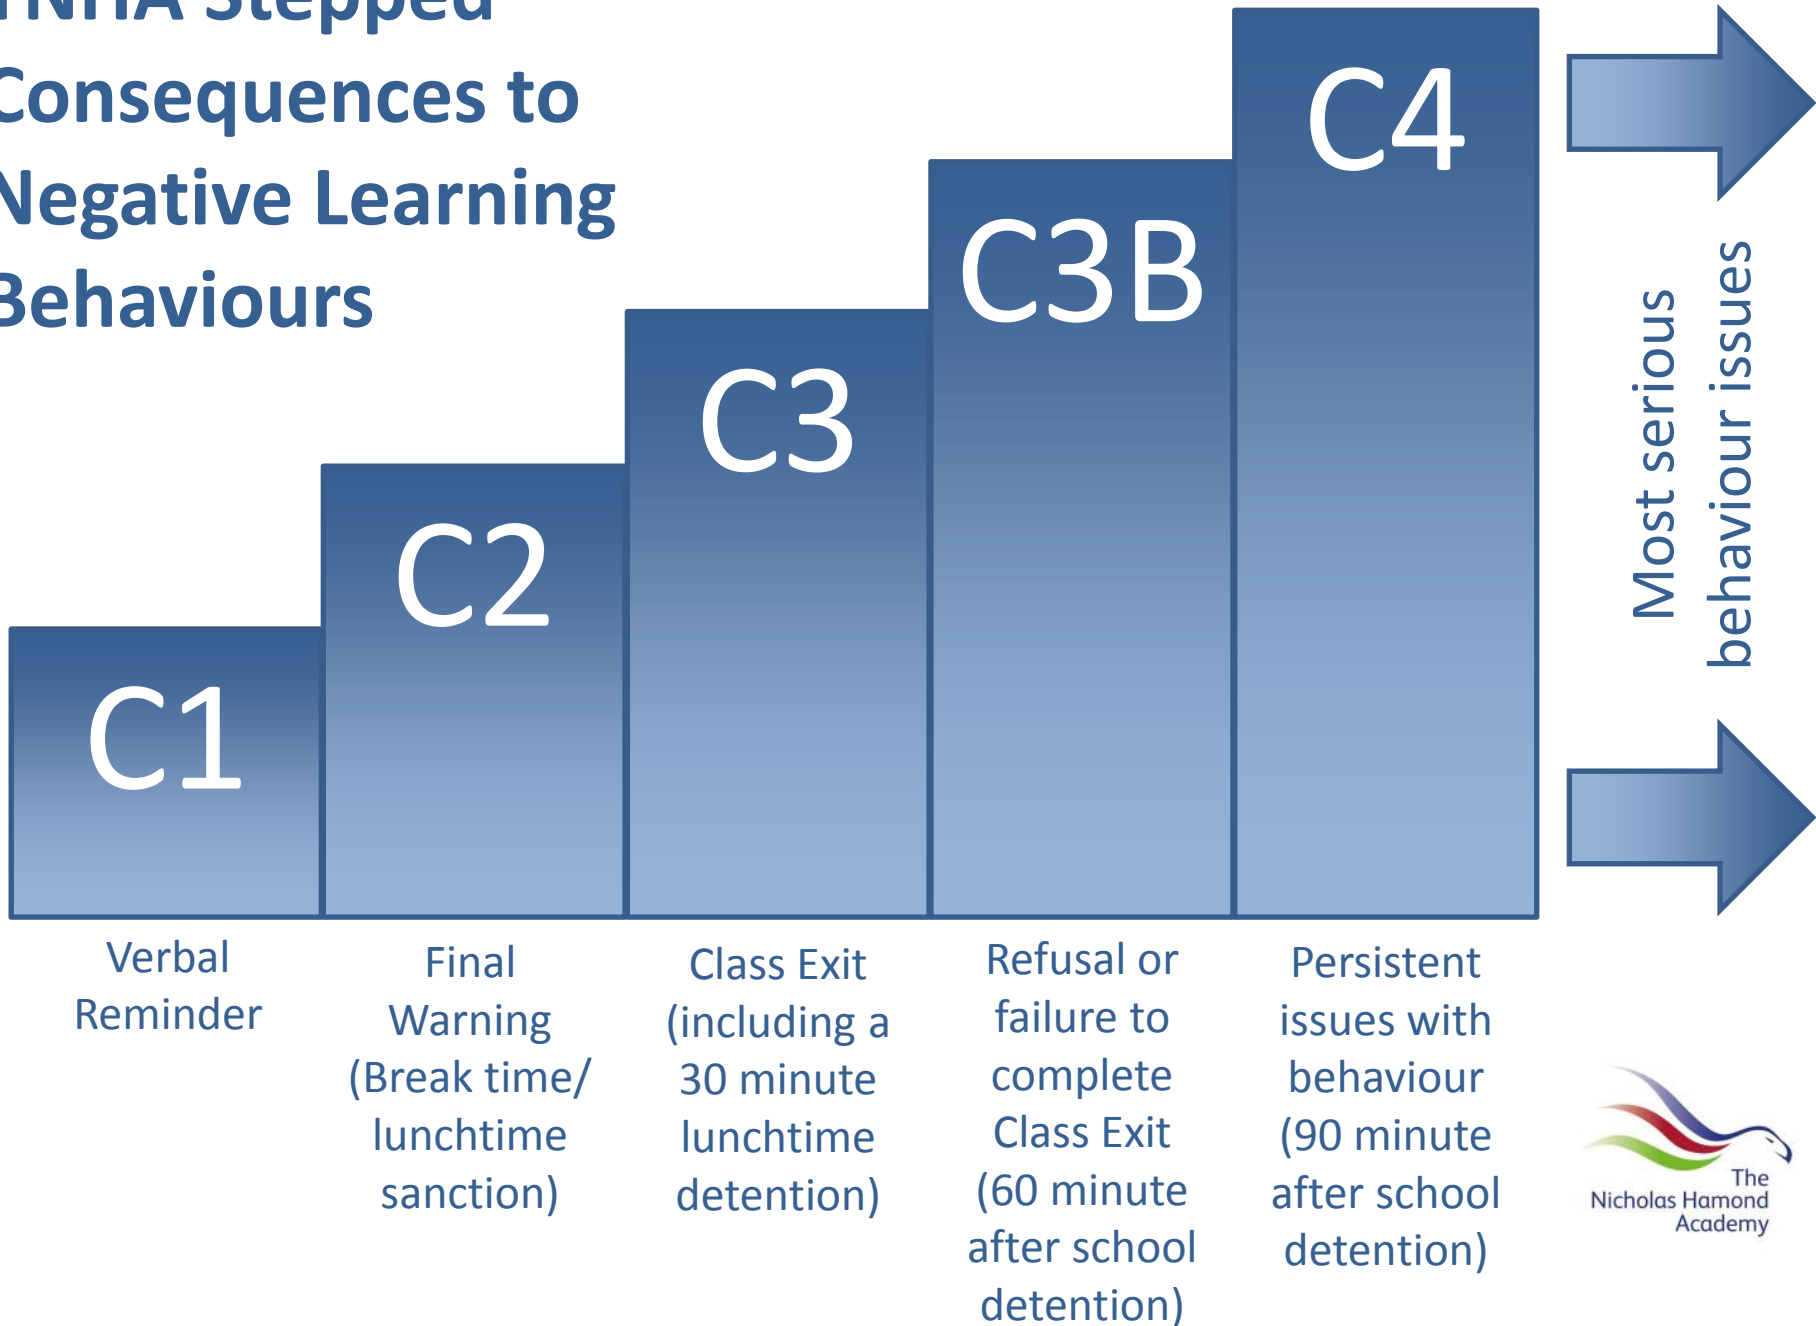 TNHA Stepped
Consequences to
Negative Learning
Behaviours
C1
C2
C3
C3B
C4
Most serious
behaviour issues
Verbal
Reminder
Final
Warning
(Break time/
lunchtime
sanction)
Class Exit
(including a
30 minute
lunchtime
detention)
Refusal or
failure to
complete
Class Exit
(60 minute
after school
detention)
Persistent
issues with
behaviour
(90 minute
after school
detention)
The
Nicholas Hamond
Academy